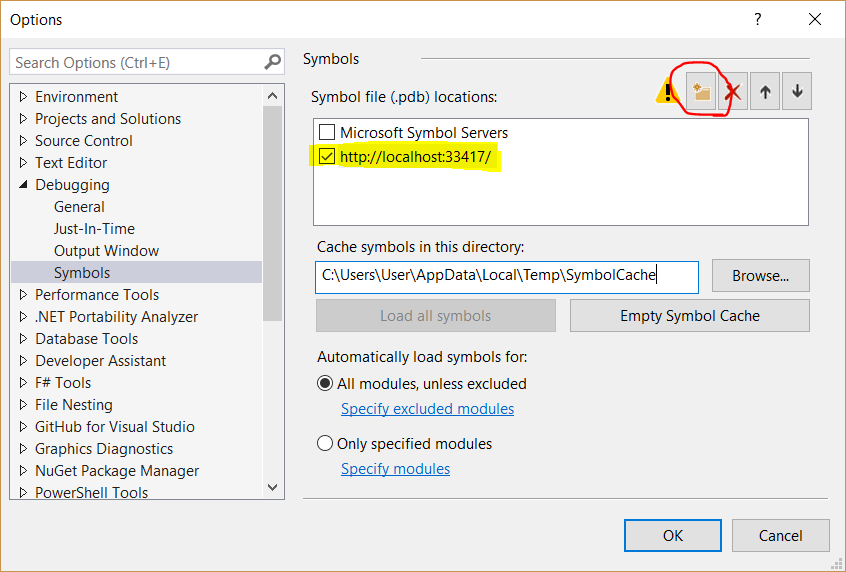 Options
?
Search Options (Ctrl+E)
Environment
Projects and Solutions
Source Control
Text Editor
Debugging
General
Just-In-Time
Output Window
Symbols
Performance Tools
.NET Portability Analyzer
Database Tools
Developer Assistant
F# Tools
File Nesting
GitHub for Visual Studio
Graphics Diagnostics
NuGet Package Manager
PowerShell Tools
Symbols
Symbol file (.pdb) locations:
Microsoft Symbol Servers
http://localhost:33417/
Cache symbols in this directory:
C:\Users\User\AppData\Local\Temp\SymbolCache
Browse...
Load all symbols
Empty Symbol Cache
Automatically load symbols for:
All modules, unless excluded
Specify excluded modules
Only specified modules
Specify modules
OK
Cancel